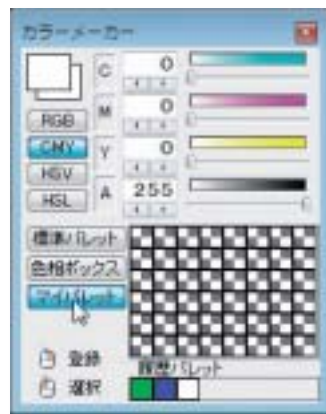 カラーメーカー
C 0
RGB
M 0
CMY
Y 0
HSV
A 255
HSL
標準パレット
色相ボックス
マイパレット
登録
履歴パレット
選択